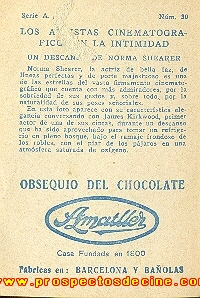 Serie A. Núm. 30
LOS ARTISTAS CINEMATOGRA-
FICOS EN LA INTIMIDAD
UN DESCANSO DE NORMA SHEARER
Norma Shearer, la actriz de bella faz, de
líneas perfectas y de porte majestuoso es una
de las estrellas del vasto firmamento cinemato-
gráfico que cuenta con más admiradores, por la
sobriedad de sus gestos y, sobre todo, por la
naturalidad de sus poses señoriales.
En esta foto aparece con su característica ele-
gancia conversando con James Kirkwood, primer
actor de una de sus cintas, durante un descanso
que ha sido aprovechado para tomar un refrige-
rio en pleno bosque, bajo el ramaje frondoso de
los robles, con el piar de los pájaros en una
atmósfera saturada de oxígeno.
OBSEQUIO DEL CHOCOLATE
Amatller
Casa Fundada en 1800
www.prospectosdecine.com
Fábricas en: BARCELONA Y BAÑOLAS